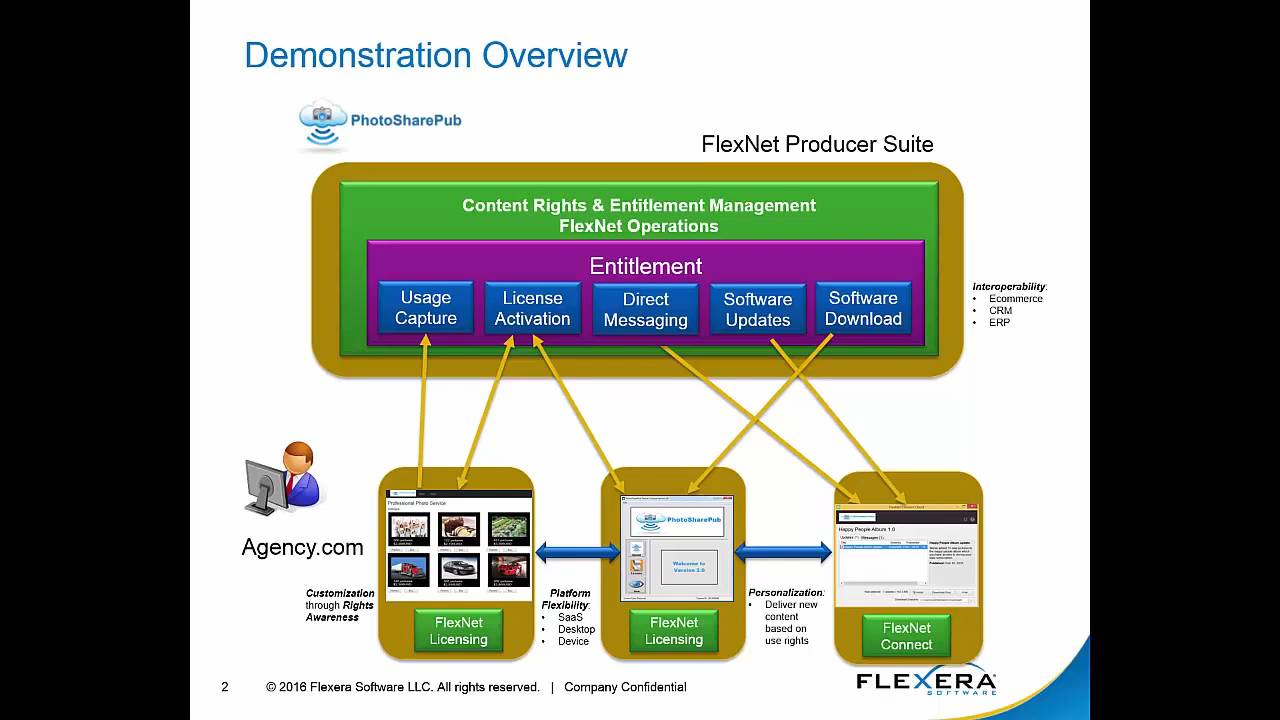 Demonstration Overview
PhotoSharePub
FlexNet Producer Suite
Content Rights & Entitlement Management
FlexNet Operations
Entitlement
Usage
Capture
License
Activation
Direct
Messaging
Software
Updates
Software
Download
Interoperability:
• Ecommerce
• CRM
• ERP
Agency.com
Customization
through Rights
Awareness
Professional Photo Service
FlexNet
Licensing
Platform
Flexibility:
• SaaS
• Desktop
• Device
PhotoSharePub
Welcome to
Version 2.0
FlexNet
Licensing
Personalization:
• Deliver new
content
based on
use rights
Happy People Album 1.0
FlexNet
Connect
2
© 2016 Flexera Software LLC. All rights reserved. | Company Confidential
FLEXERA
SOFTWARE